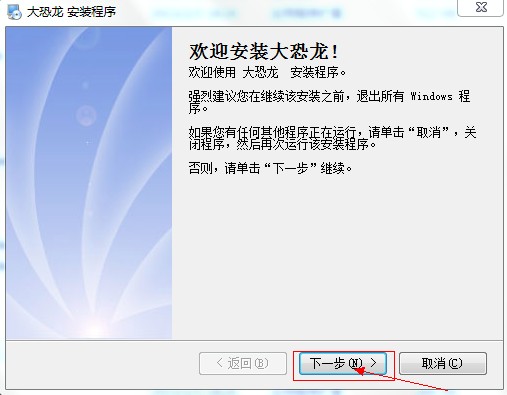 大恐龙 安装程序
欢迎安装大恐龙!
欢迎使用 大恐龙 安装程序。
强烈建议您在继续该安装之前,退出所有 Windows 程
序。
如果您有任何其他程序正在运行,请单击“取消”,关
闭程序,然后再次运行该安装程序。
否则,请单击“下一步”继续。
< 返回(B)
下一步(N) >
取消(C)